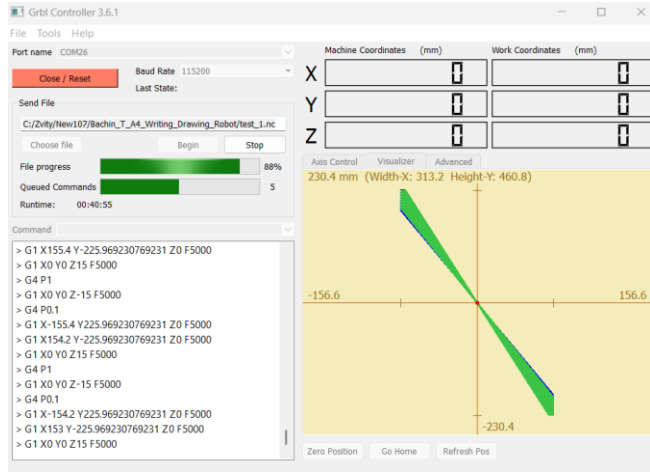 Grbl Controller 3.6.1
File Tools Help
Port name COM26
Close / Reset
Baud Rate 115200
Last State:
Send File
C:/Zvity/New107/Bachin_T_A4_Writing_Drawing_Robot/test_1.nc
Choose file Begin Stop
File progress 88%
Queued Commands 5
Runtime: 00:40:55
Command
> G1 X155.4 Y-225.969230769231 Z0 F5000
> G1 X0 Y0 Z15 F5000
> G4 P1
> G1 X0 Y0 Z-15 F5000
> G4 P0.1
> G1 X-155.4 Y225.969230769231 Z0 F5000
> G1 X154.2 Y-225.969230769231 Z0 F5000
> G1 X0 Y0 Z15 F5000
> G4 P1
> G1 X0 Y0 Z-15 F5000
> G4 P0.1
> G1 X-154.2 Y225.969230769231 Z0 F5000
> G1 X153 Y-225.969230769231 Z0 F5000
> G1 X0 Y0 Z15 F5000
Machine Coordinates (mm) Work Coordinates (mm)
X 0 0
Y 0 0
Z 0 0
Axis Control Visualizer Advanced
230.4 mm (Width-X: 313.2 Height-Y: 460.8)
-156.6 156.6
-230.4
Zero Position Go Home Refresh Pos